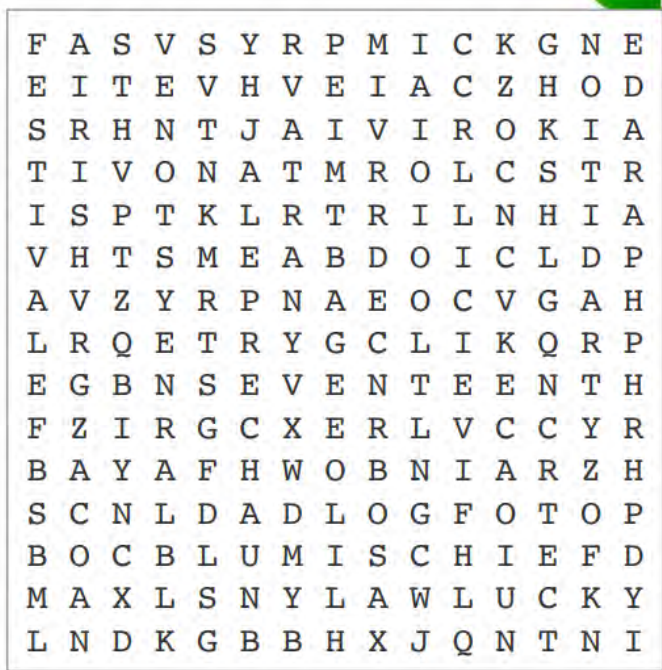 F A S V S Y R P M I C K G N E
E I T E V H V E I A C Z H O D
S R H N T J A I V I R O K I A
T I V O N A T M R O L C S T R
I S P T K L R T R I L N H I A
V H T S M E A B D O I C L D P
A V Z Y R P N A E O C V G A H
L R Q E T R Y G C L I K Q R P
E G B N S E V E N T E E N T H
F Z I R G C X E R L V C C Y R
B A Y A F H W O B N I A R Z H
S C N L D A D L O G F O T O P
B O C B L U M I S C H I E F D
M A X L S N Y L A W L U C K Y
L N D K G B B H X J Q N T N I